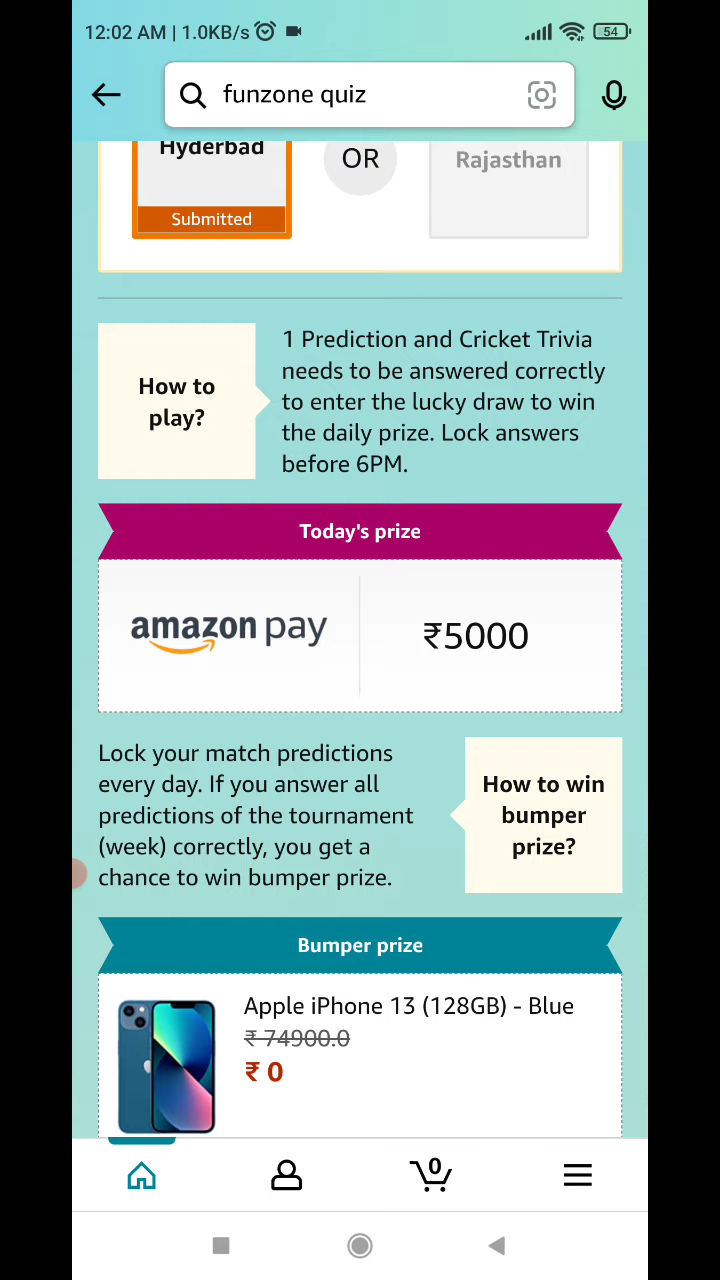 12:02 AM | 1.0KB/s
54
funzone quiz
Hyderbad
OR
Rajasthan
Submitted
How to
play?
1 Prediction and Cricket Trivia
needs to be answered correctly
to enter the lucky draw to win
the daily prize. Lock answers
before 6PM.
Today's prize
amazon pay
₹5000
Lock your match predictions
every day. If you answer all
predictions of the tournament
(week) correctly, you get a
chance to win bumper prize.
How to win
bumper
prize?
Bumper prize
Apple iPhone 13 (128GB) - Blue
₹ 74900.0
₹ 0
0